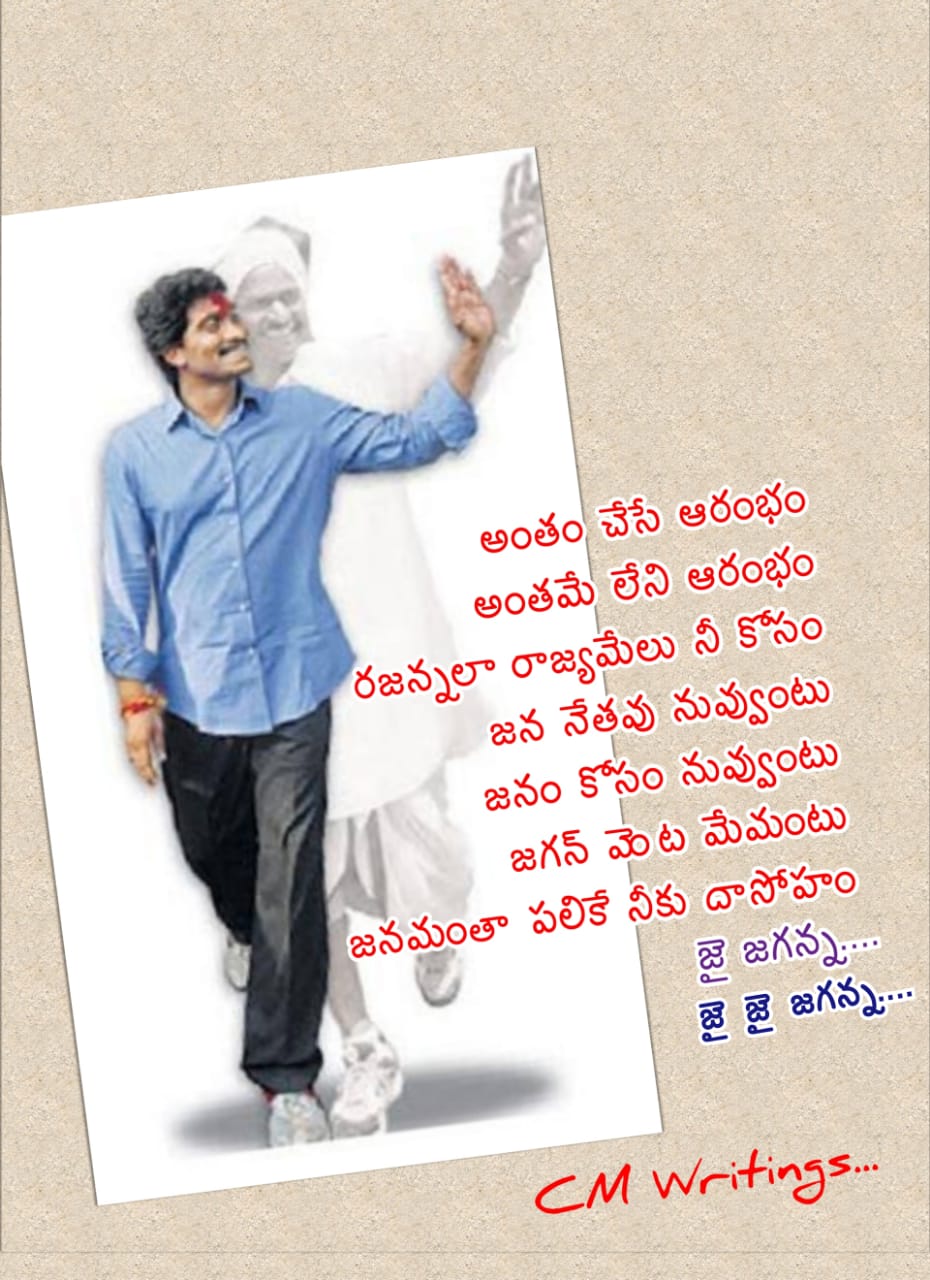 అంతం చేసే ఆరంభం
అంతమే లేని ఆరంభం
రజన్నలా రాజ్యమేలు నీ కోసం
జన నేతవు నువ్వుంటు
జనం కోసం నువ్వుంటు
జగన్ వెంట మేమంటు
జనమంతా పలికే నీకు దాసోహం
జై జగన్న....
జై జై జగన్న....
CM Writings...